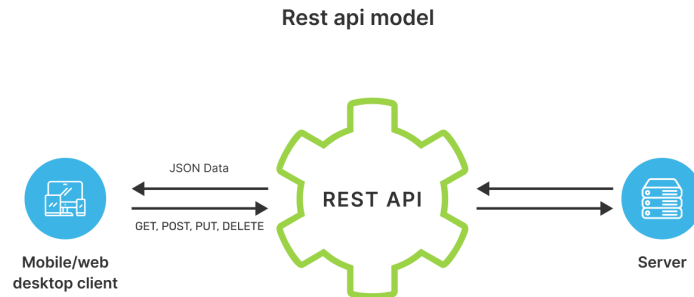 Rest api model
JSON Data
REST API
GET, POST, PUT, DELETE
Mobile/web
desktop client
Server